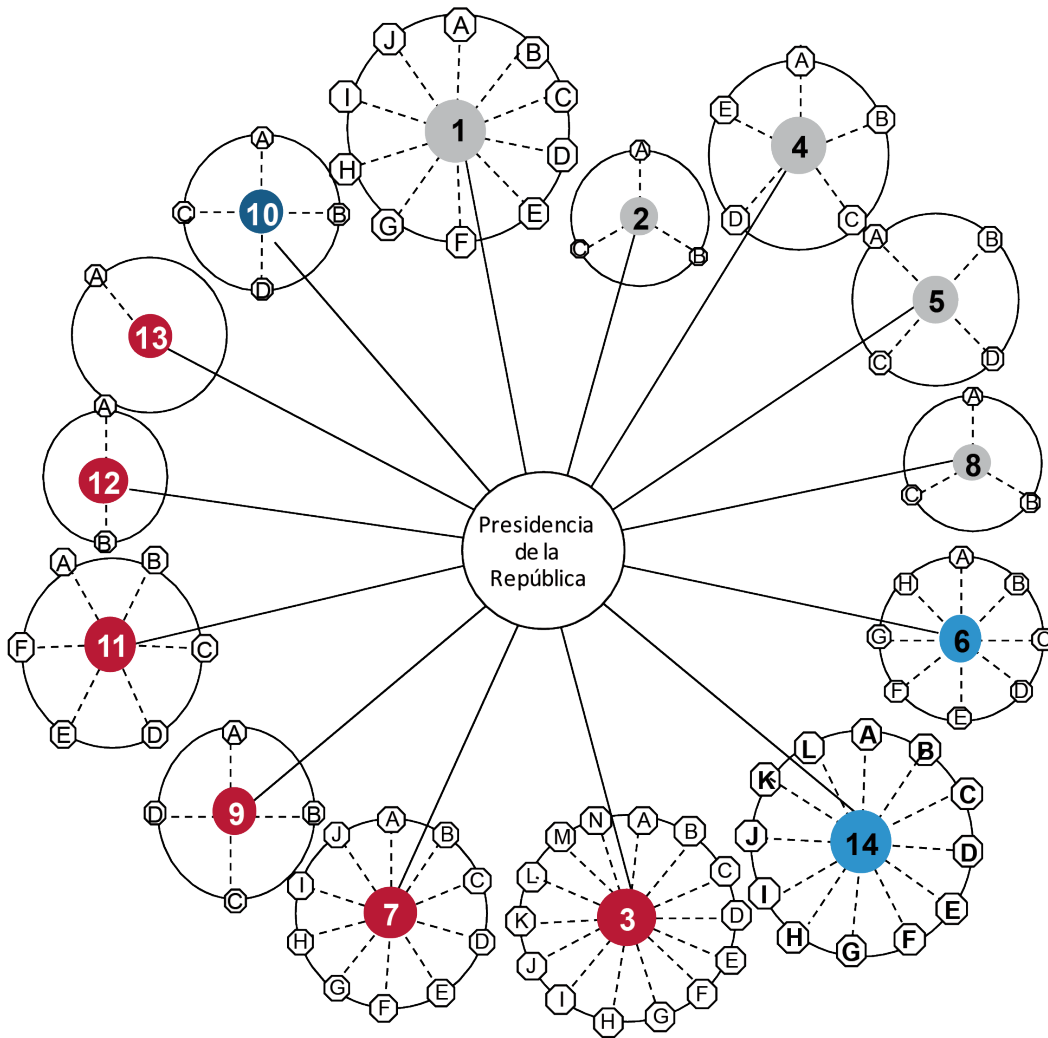 Presidencia
de la
República
1
A
B
C
D
E
F
G
H
I
J
2
A
B
C
4
A
B
C
D
E
5
A
B
D
C
8
A
B
C
6
A
B
C
D
E
F
G
H
14
A
B
C
D
E
F
G
H
I
J
K
L
3
A
B
C
D
E
F
G
H
I
J
K
L
M
N
7
A
B
C
D
E
F
G
H
I
J
9
A
B
C
D
11
A
B
C
D
E
F
12
A
B
13
A
10
A
B
D
C